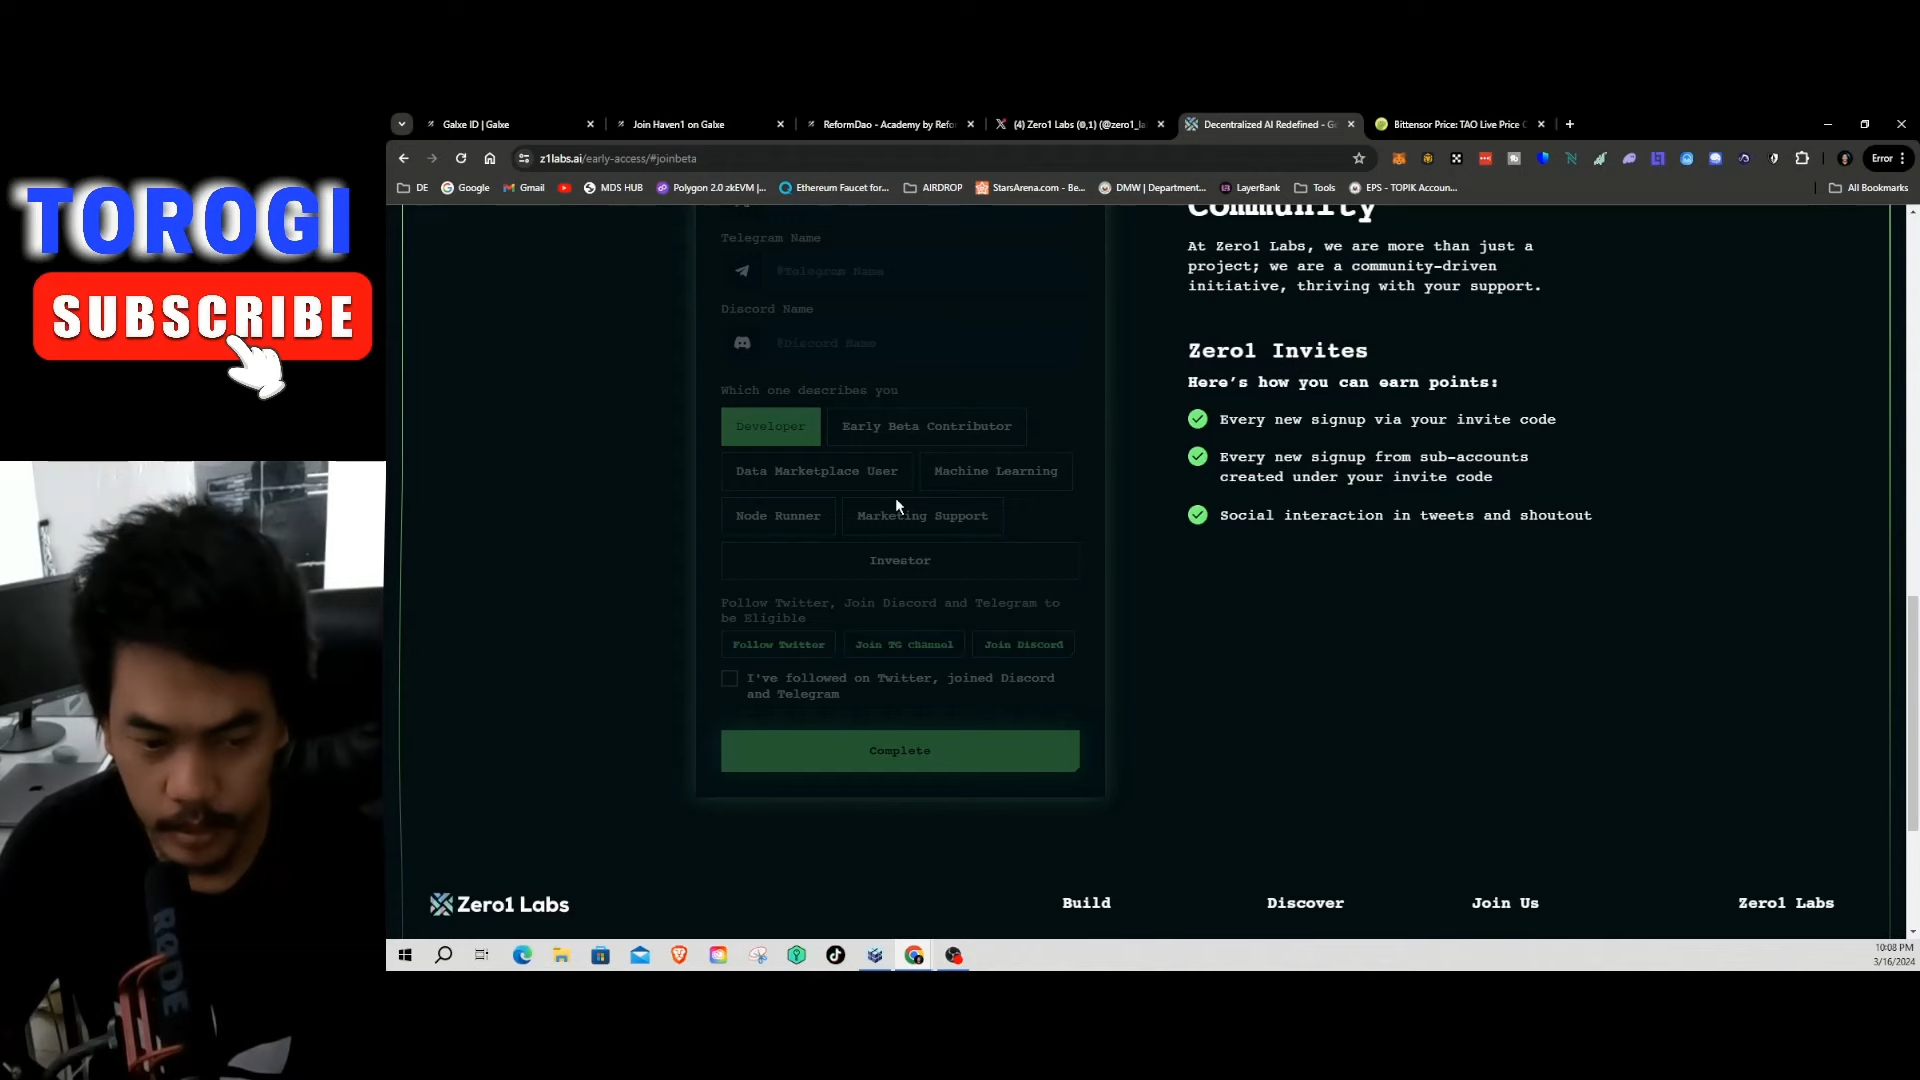 TOROGI
SUBSCRIBE
Galxe ID | Galxe
Join Haven1 on Galxe
ReformDao - Academy by Refo
(4) Zero1 Labs (0,1) (@zero1_la
Decentralized AI Redefined - G
Bittensor Price: TAO Live Price C
z1labs.ai/early-access/#joinbeta
Error
DE
Google
Gmail
MDS HUB
Polygon 2.0 zkEVM |...
Ethereum Faucet for...
AIRDROP
StarsArena.com - Be...
DMW | Department...
LayerBank
Tools
EPS - TOPIK Accoun...
All Bookmarks
Telegram Name
@Telegram Name
Discord Name
@Discord Name
Which one describes you
Developer
Early Beta Contributor
Data Marketplace User
Machine Learning
Node Runner
Marketing Support
Investor
Follow Twitter, Join Discord and Telegram to
be Eligible
Follow Twitter
Join TG Channel
Join Discord
I've followed on Twitter, joined Discord
and Telegram
Complete
Community
At Zero1 Labs, we are more than just a
project; we are a community-driven
initiative, thriving with your support.
Zero1 Invites
Here's how you can earn points:
Every new signup via your invite code
Every new signup from sub-accounts
created under your invite code
Social interaction in tweets and shoutout
Zero1 Labs
Build
Discover
Join Us
Zero1 Labs
10:08 PM
3/16/2024
RØDE